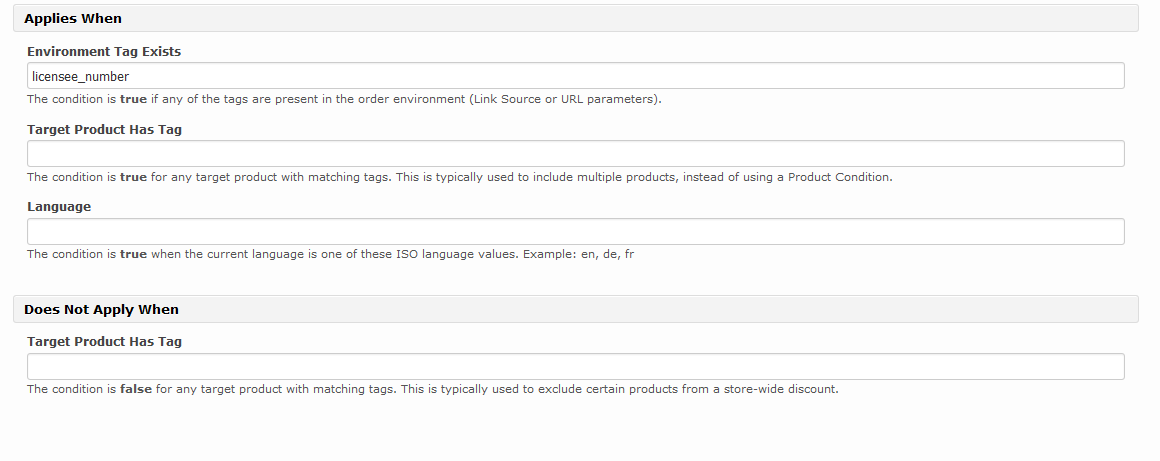 Applies When
Environment Tag Exists
licensee_number
The condition is true if any of the tags are present in the order environment (Link Source or URL parameters).
Target Product Has Tag
The condition is true for any target product with matching tags. This is typically used to include multiple products, instead of using a Product Condition.
Language
The condition is true when the current language is one of these ISO language values. Example: en, de, fr
Does Not Apply When
Target Product Has Tag
The condition is false for any target product with matching tags. This is typically used to exclude certain products from a store-wide discount.